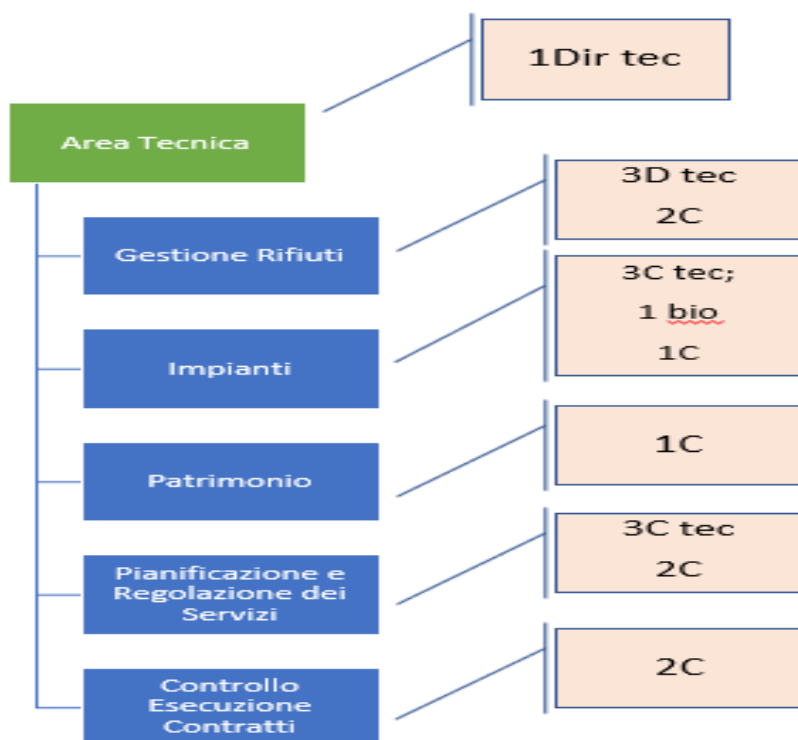 1Dir tec
Area Tecnica
Gestione Rifiuti
3D tec
2C
Impianti
3C tec;
1 bio
1C
Patrimonio
1C
Pianificazione e
Regolazione dei
Servizi
3C tec
2C
Controllo
Esecuzione
Contratti
2C